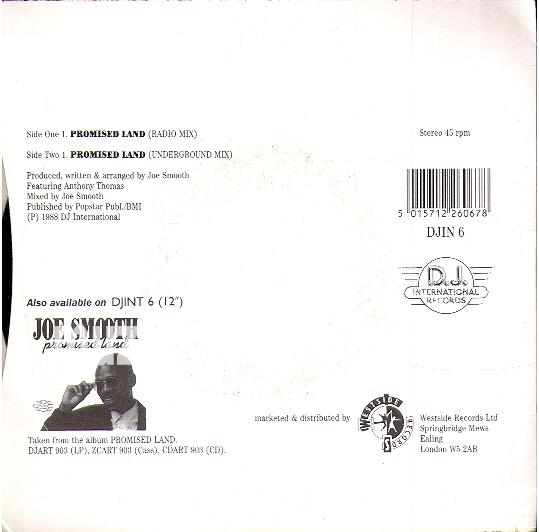 Side One 1. PROMISED LAND (RADIO MIX)
Side Two 1. PROMISED LAND (UNDERGROUND MIX)
Produced, written & arranged by Joe Smooth
Featuring Anthony Thomas
Mixed by Joe Smooth
Published by Popstar Publ./BMI
(P) 1988 DJ International
Stereo 45 rpm
5 015712 260678
DJIN 6
D.J.
INTERNATIONAL
RECORDS
Also available on DJINT 6 (12")
JOE SMOOTH
promised land
Taken from the album PROMISED LAND.
DJART 903 (LP), ZCART 903 (Cass), CDART 903 (CD).
marketed & distributed by
WESTSIDE RECORDS
Westside Records Ltd
Springbridge Mews
Ealing
London W5 2AB